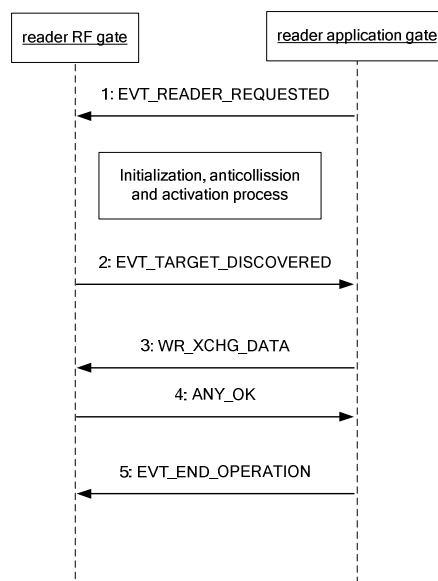 reader RF gate
reader application gate
1: EVT_READER_REQUESTED
Initialization, anticollission
and activation process
2: EVT_TARGET_DISCOVERED
3: WR_XCHG_DATA
4: ANY_OK
5: EVT_END_OPERATION